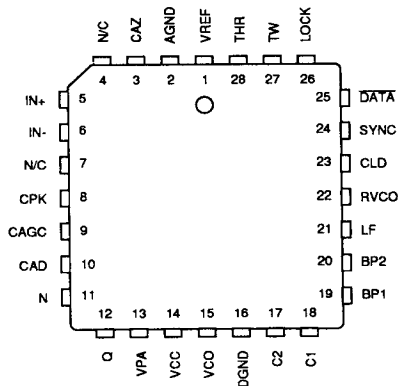 N/C CAZ AGND VREF THR TW LOCK
4 3 2 1 28 27 26
IN+ 5 25 DATA
IN- 6 24 SYNC
N/C 7 23 CLD
CPK 8 22 RVCO
CAGC 9 21 LF
CAD 10 20 BP2
N 11 19 BP1
12 13 14 15 16 17 18
Q VPA VCC VCO DGND C2 C1